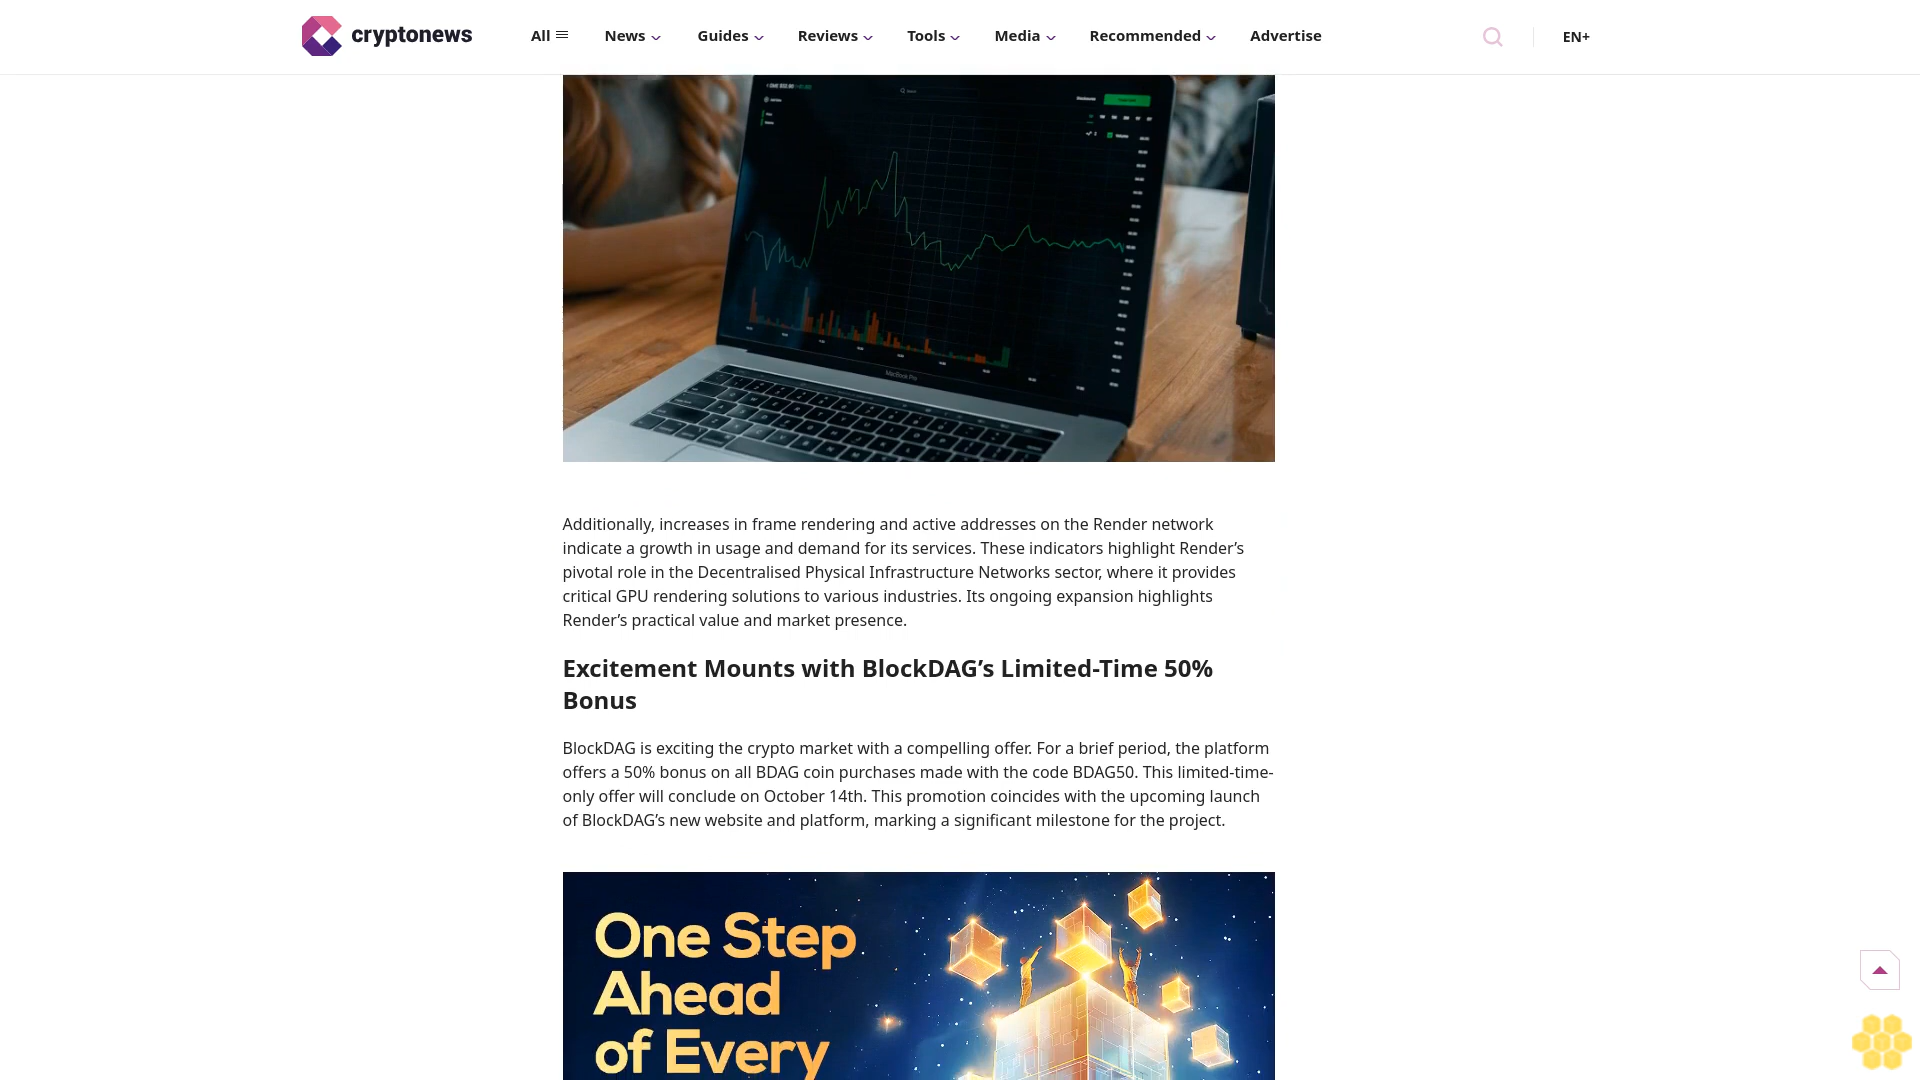 cryptonews
All
News
Guides
Reviews
Tools
Media
Recommended
Advertise
EN+
MacBook Pro
Additionally, increases in frame rendering and active addresses on the Render network
indicate a growth in usage and demand for its services. These indicators highlight Render’s
pivotal role in the Decentralised Physical Infrastructure Networks sector, where it provides
critical GPU rendering solutions to various industries. Its ongoing expansion highlights
Render’s practical value and market presence.
Excitement Mounts with BlockDAG’s Limited-Time 50%
Bonus
BlockDAG is exciting the crypto market with a compelling offer. For a brief period, the platform
offers a 50% bonus on all BDAG coin purchases made with the code BDAG50. This limited-time-
only offer will conclude on October 14th. This promotion coincides with the upcoming launch
of BlockDAG’s new website and platform, marking a significant milestone for the project.
One Step
Ahead
of Every